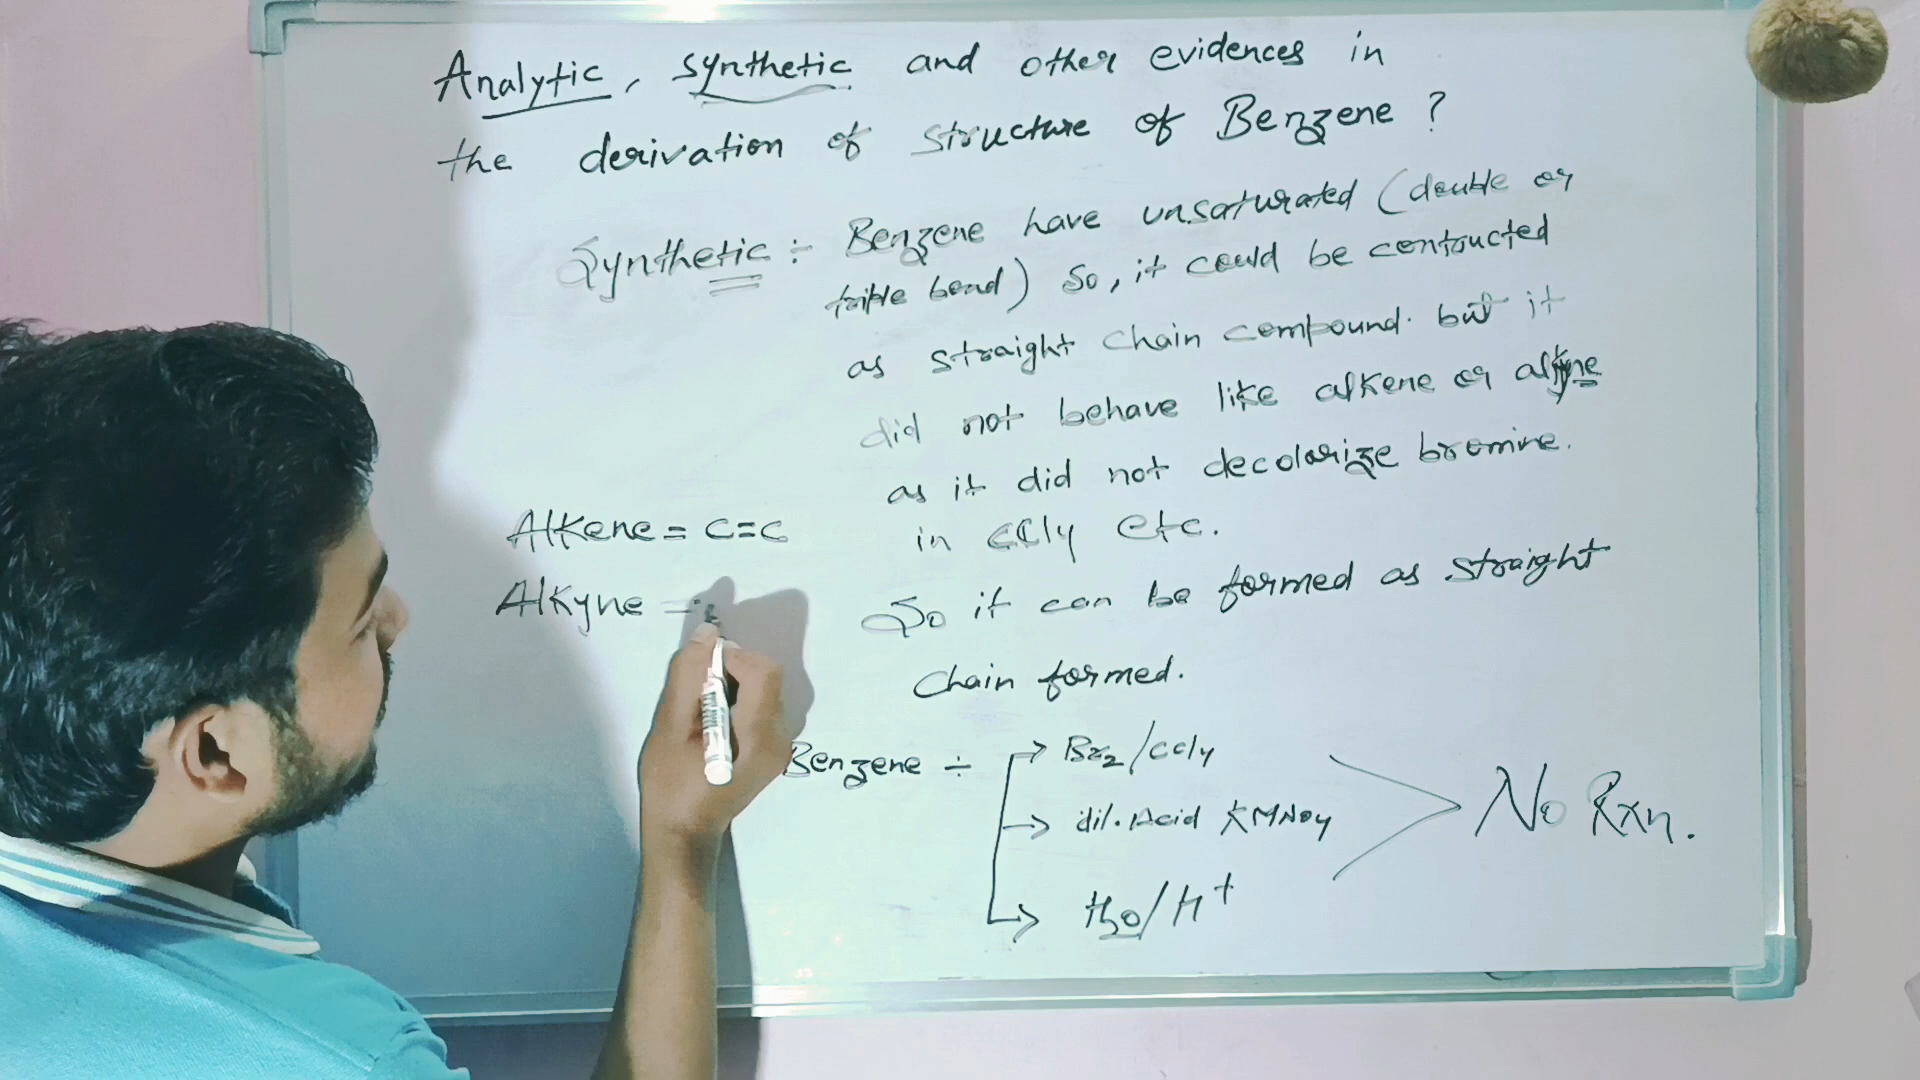 Analytic, synthetic and other evidences in
the derivation of structure of Benzene ?
Synthetic :- Benzene have unsaturated (double or
triple bond) So, it could be contructed
as straight chain compound. but it
did not behave like alkene or alkyne
as it did not decolarize bromine.
in CCl4 etc.
So it can be formed as straight
Chain formed.
Alkene = C=C
Alkyne =
Benzene ÷
→ Br2/CCl4
→ dil. Acid KMNO4
→ H2O/H+
No Rxn.